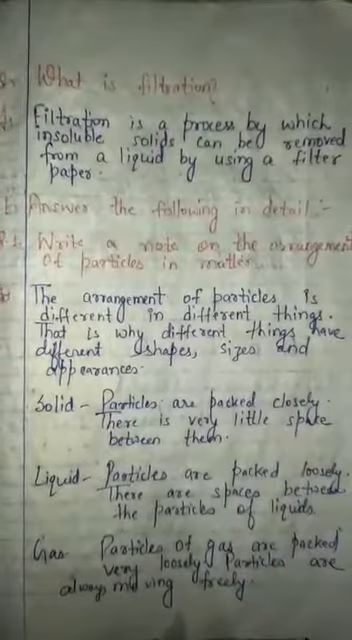 What is filtration?
Filtration is a process by which
insoluble solids can be removed
from a liquid by using a filter
paper.
Answer the following in detail :-
Write a note on the arrangement
of particles in matter...
The arrangement of particles is
different in different things.
That is why different things have
different shapes, sizes and
appearances.
Solid - Particles are packed closely.
There is very little space
between them.
Liquid - Particles are packed loosely.
There are spaces between
the particles of liquids
Gas Particles of gas are packed
very loosely. Particles are
always moving freely.